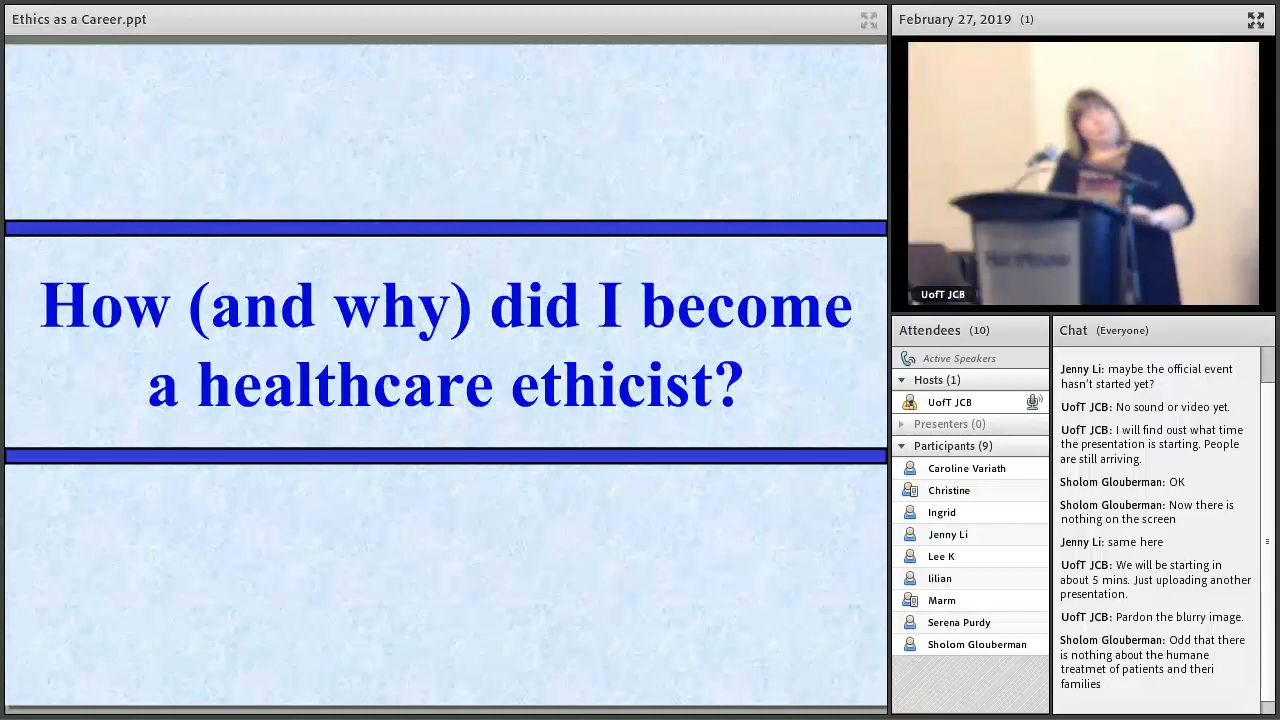 Ethics as a Career.ppt
How (and why) did I become
a healthcare ethicist?
February 27, 2019 (1)
UofT JCB
Attendees (10)
Active Speakers
Hosts (1)
UofT JCB
Presenters (0)
Participants (9)
Caroline Variath
Christine
Ingrid
Jenny Li
Lee K
lilian
Marm
Serena Purdy
Sholom Glouberman
Chat (Everyone)
Jenny Li: maybe the official event
hasn't started yet?
UofT JCB: No sound or video yet.
UofT JCB: I will find oust what time
the presentation is starting. People
are still arriving.
Sholom Glouberman: OK
Sholom Glouberman: Now there is
nothing on the screen
Jenny Li: same here
UofT JCB: We will be starting in
about 5 mins. Just uploading another
presentation.
UofT JCB: Pardon the blurry image.
Sholom Glouberman: Odd that there
is nothing about the humane
treatmet of patients and theri
families